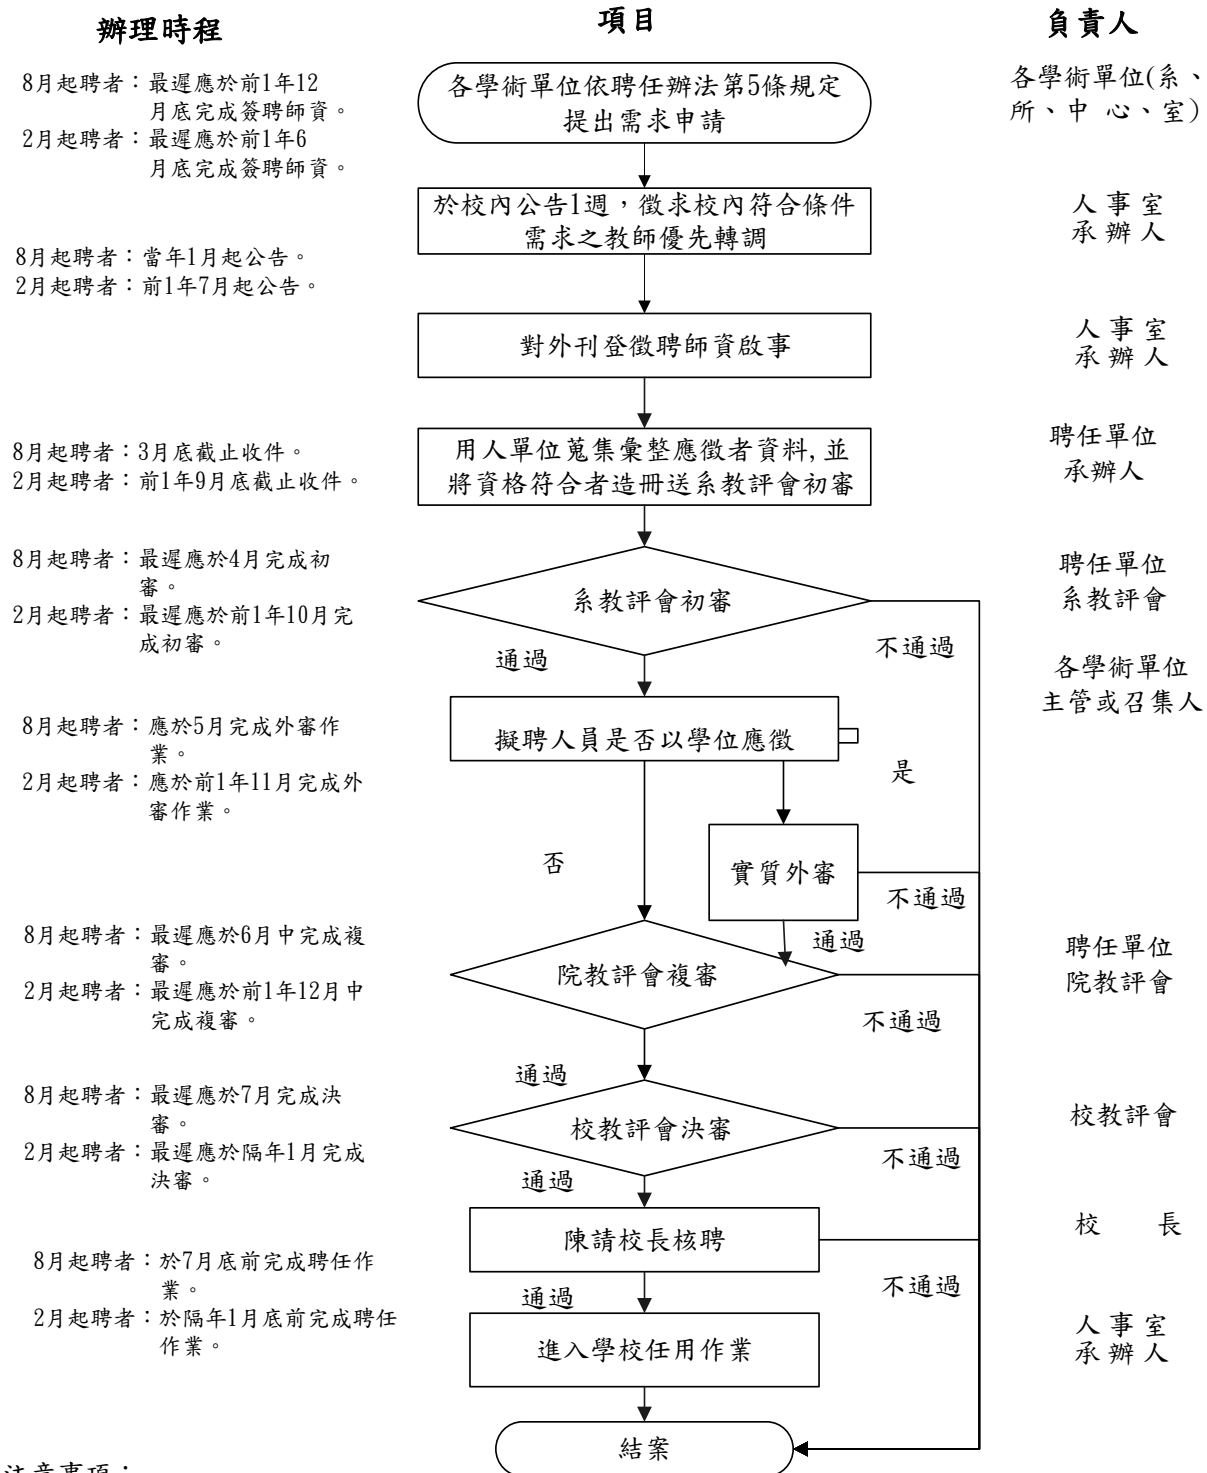 辦理時程
項目
負責人
8月起聘者：最遲應於前1年12
月底完成簽聘師資。
2月起聘者：最遲應於前1年6
月底完成簽聘師資。
各學術單位依聘任辦法第5條規定
提出需求申請
各學術單位(系、
所、中 心、室)
於校內公告1週，徵求校內符合條件
需求之教師優先轉調
人 事 室
承 辦 人
8月起聘者：當年1月起公告。
2月起聘者：前1年7月起公告。
對外刊登徵聘師資啟事
人 事 室
承 辦 人
8月起聘者：3月底截止收件。
2月起聘者：前1年9月底截止收件。
用人單位蒐集彙整應徵者資料,並
將資格符合者造冊送系教評會初審
聘任單位
承辦人
8月起聘者：最遲應於4月完成初
審。
2月起聘者：最遲應於前1年10月完
成初審。
系教評會初審
聘任單位
系教評會
通過
不通過
各學術單位
主管或召集人
8月起聘者：應於5月完成外審作
業。
2月起聘者：應於前1年11月完成外
審作業。
擬聘人員是否以學位應徵
是
否
實質外審
不通過
通過
8月起聘者：最遲應於6月中完成複
審。
2月起聘者：最遲應於前1年12月中
完成複審。
院教評會複審
聘任單位
院教評會
不通過
通過
8月起聘者：最遲應於7月完成決
審。
2月起聘者：最遲應於隔年1月完成
決審。
校教評會決審
校教評會
不通過
通過
陳請校長核聘
校 長
8月起聘者：於7月底前完成聘任作
業。
2月起聘者：於隔年1月底前完成聘任
作業。
不通過
通過
進入學校任用作業
人 事 室
承 辦 人
結案
注意事項：